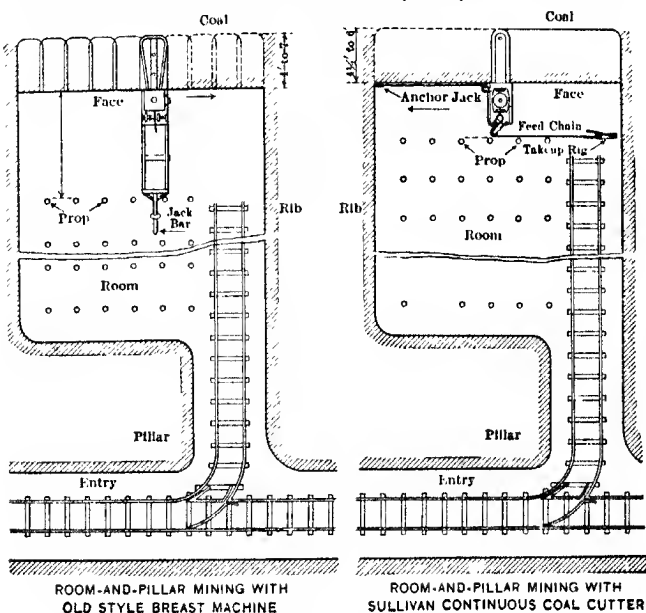 Coal
4 to 7
Face
Prop
Jack
Bar
Rib
Room
Pillar
Entry
ROOM-AND-PILLAR MINING WITH
OLD STYLE BREAST MACHINE
Coal
4½' to 6
Anchor Jack
Face
Feed Chain
Prop
Takeup Rig
Rib
Room
Pillar
Entry
ROOM-AND-PILLAR MINING WITH
SULLIVAN CONTINUOUS COAL CUTTER